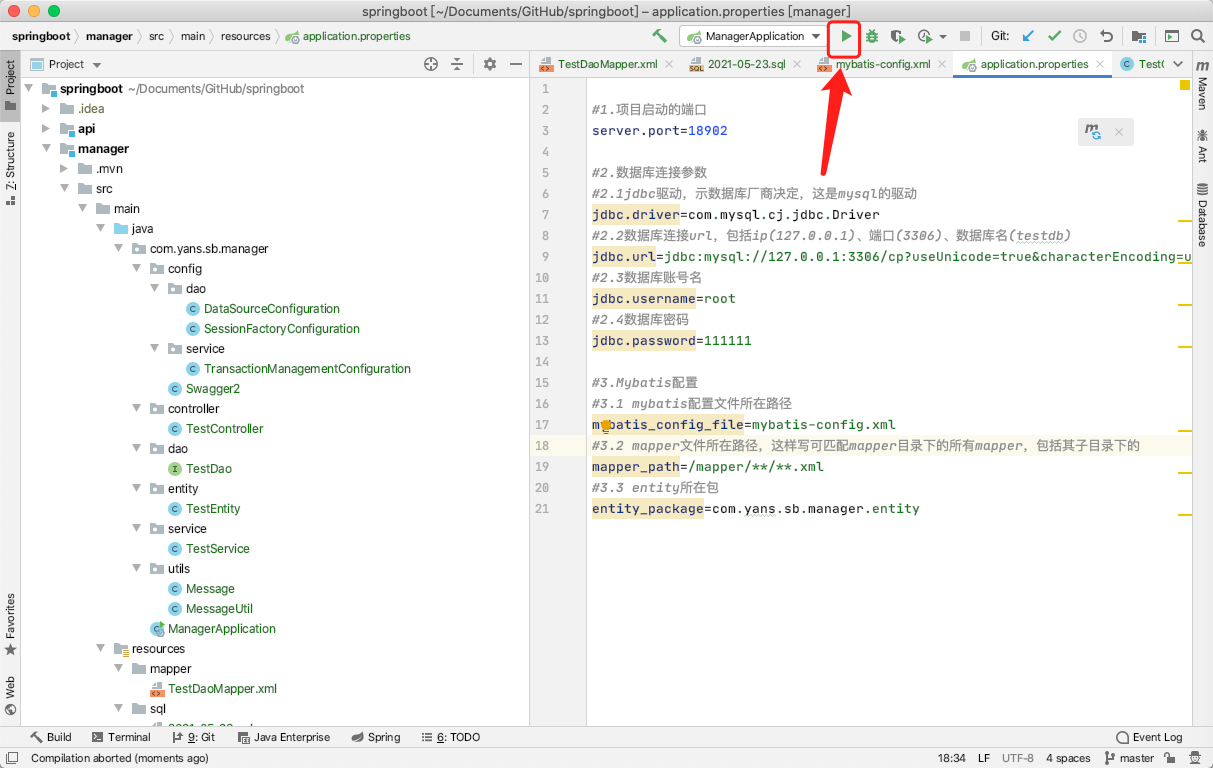 springboot [~/Documents/GitHub/springboot] – application.properties [manager]
springboot manager src main resources application.properties
ManagerApplication
Git:
Project
TestDaoMapper.xml
2021-05-23.sql
mybatis-config.xml
application.properties
Test
Project
Z: Structure
Favorites
Web
Maven
Ant
Database
springboot ~/Documents/GitHub/springboot
.idea
api
manager
.mvn
src
main
java
com.yans.sb.manager
config
dao
DataSourceConfiguration
SessionFactoryConfiguration
service
TransactionManagementConfiguration
Swagger2
controller
TestController
dao
TestDao
entity
TestEntity
service
TestService
utils
Message
MessageUtil
ManagerApplication
resources
mapper
TestDaoMapper.xml
sql
1
2 #1.项目启动的端口
3 server.port=18902
4
5 #2.数据库连接参数
6 #2.1jdbc驱动，示数据库厂商决定，这是mysql的驱动
7 jdbc.driver=com.mysql.cj.jdbc.Driver
8 #2.2数据库连接url，包括ip(127.0.0.1)、端口(3306)、数据库名(testdb)
9 jdbc.url=jdbc:mysql://127.0.0.1:3306/cp?useUnicode=true&characterEncoding=u
10 #2.3数据库账号名
11 jdbc.username=root
12 #2.4数据库密码
13 jdbc.password=111111
14
15 #3.Mybatis配置
16 #3.1 mybatis配置文件所在路径
17 mybatis_config_file=mybatis-config.xml
18 #3.2 mapper文件所在路径，这样写可匹配mapper目录下的所有mapper，包括其子目录下的
19 mapper_path=/mapper/**/**.xml
20 #3.3 entity所在包
21 entity_package=com.yans.sb.manager.entity
Build Terminal 9: Git Java Enterprise Spring 6: TODO Event Log
Compilation aborted (moments ago) 18:34 LF UTF-8 4 spaces master